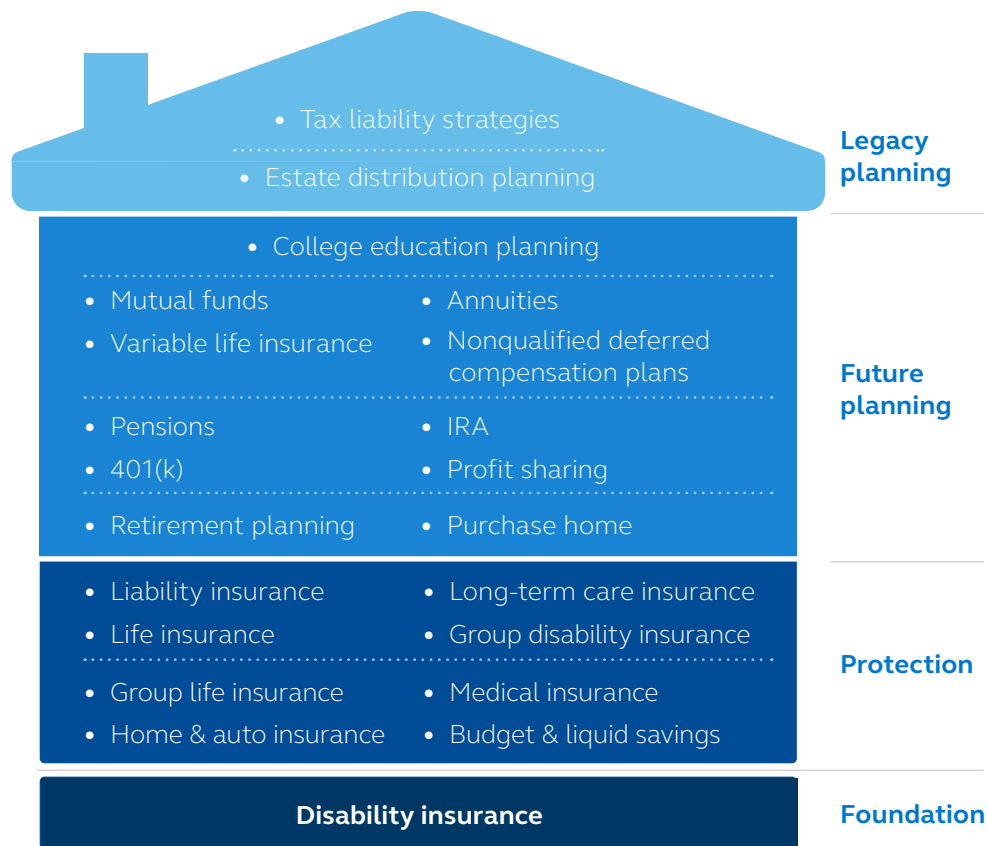 • Tax liability strategies
• Estate distribution planning
Legacy
planning
• College education planning
• Mutual funds
• Annuities
• Variable life insurance
• Nonqualified deferred
compensation plans
• Pensions
• IRA
• 401(k)
• Profit sharing
• Retirement planning
• Purchase home
Future
planning
• Liability insurance
• Long-term care insurance
• Life insurance
• Group disability insurance
• Group life insurance
• Medical insurance
• Home & auto insurance
• Budget & liquid savings
Protection
Disability insurance
Foundation